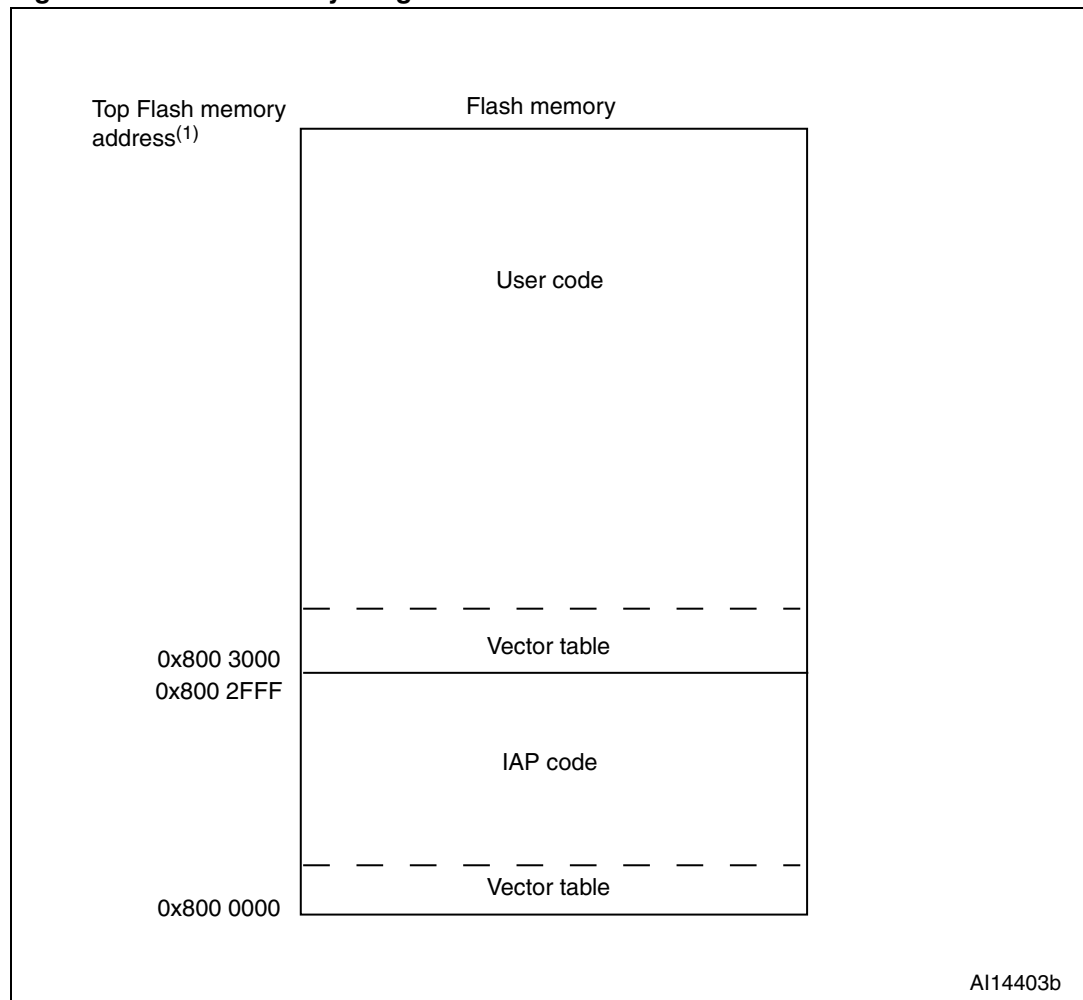 Top Flash memory
address(1)
Flash memory
User code
Vector table
0x800 3000
0x800 2FFF
IAP code
Vector table
0x800 0000
AI14403b